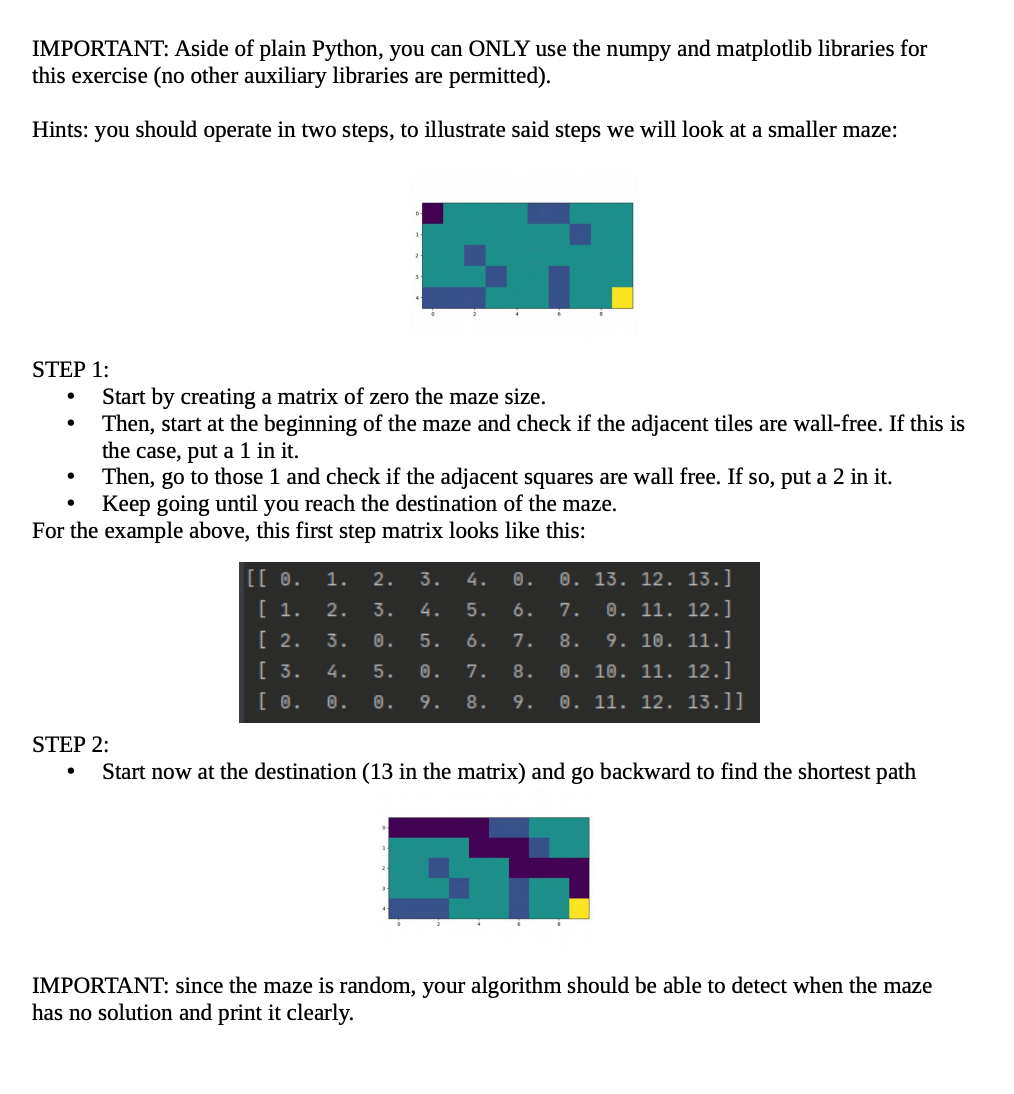 IMPORTANT: Aside of plain Python, you can ONLY use the numpy and matplotlib libraries for
this exercise (no other auxiliary libraries are permitted).
Hints: you should operate in two steps, to illustrate said steps we will look at a smaller maze:
0
1
2
3
4
0 2 4 6 8
STEP 1:
• Start by creating a matrix of zero the maze size.
• Then, start at the beginning of the maze and check if the adjacent tiles are wall-free. If this is
the case, put a 1 in it.
• Then, go to those 1 and check if the adjacent squares are wall free. If so, put a 2 in it.
• Keep going until you reach the destination of the maze.
For the example above, this first step matrix looks like this:
[[ 0. 1. 2. 3. 4. 0. 0. 13. 12. 13.]
[ 1. 2. 3. 4. 5. 6. 7. 0. 11. 12.]
[ 2. 3. 0. 5. 6. 7. 8. 9. 10. 11.]
[ 3. 4. 5. 0. 7. 8. 0. 10. 11. 12.]
[ 0. 0. 0. 9. 8. 9. 0. 11. 12. 13.]]
STEP 2:
• Start now at the destination (13 in the matrix) and go backward to find the shortest path
0
1
2
3
4
0 2 4 6 8
IMPORTANT: since the maze is random, your algorithm should be able to detect when the maze
has no solution and print it clearly.